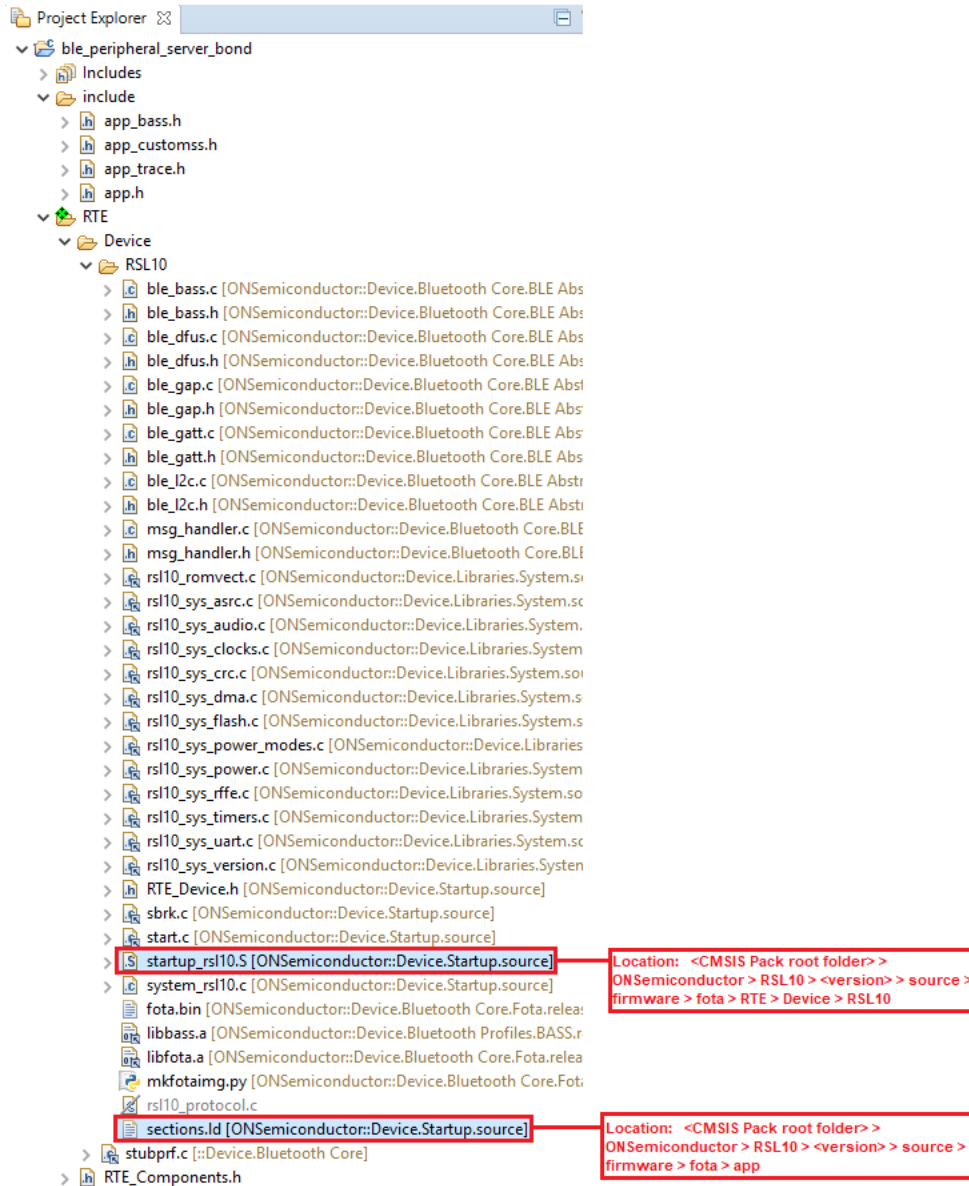 Project Explorer
ble_peripheral_server_bond
Includes
include
app_bass.h
app_customss.h
app_trace.h
app.h
RTE
Device
RSL10
ble_bass.c [ONSemiconductor::Device.Bluetooth Core.BLE Abs
ble_bass.h [ONSemiconductor::Device.Bluetooth Core.BLE Abs
ble_dfus.c [ONSemiconductor::Device.Bluetooth Core.BLE Abs
ble_dfus.h [ONSemiconductor::Device.Bluetooth Core.BLE Abs
ble_gap.c [ONSemiconductor::Device.Bluetooth Core.BLE Abst
ble_gap.h [ONSemiconductor::Device.Bluetooth Core.BLE Abs
ble_gatt.c [ONSemiconductor::Device.Bluetooth Core.BLE Abs
ble_gatt.h [ONSemiconductor::Device.Bluetooth Core.BLE Abs
ble_l2c.c [ONSemiconductor::Device.Bluetooth Core.BLE Abstr
ble_l2c.h [ONSemiconductor::Device.Bluetooth Core.BLE Abst
msg_handler.c [ONSemiconductor::Device.Bluetooth Core.BLE
msg_handler.h [ONSemiconductor::Device.Bluetooth Core.BLE
rsl10_romvect.c [ONSemiconductor::Device.Libraries.System.s
rsl10_sys_asrc.c [ONSemiconductor::Device.Libraries.System.sc
rsl10_sys_audio.c [ONSemiconductor::Device.Libraries.System.
rsl10_sys_clocks.c [ONSemiconductor::Device.Libraries.System
rsl10_sys_crc.c [ONSemiconductor::Device.Libraries.System.sou
rsl10_sys_dma.c [ONSemiconductor::Device.Libraries.System.s
rsl10_sys_flash.c [ONSemiconductor::Device.Libraries.System.s
rsl10_sys_power_modes.c [ONSemiconductor::Device.Libraries
rsl10_sys_power.c [ONSemiconductor::Device.Libraries.System
rsl10_sys_rffe.c [ONSemiconductor::Device.Libraries.System.so
rsl10_sys_timers.c [ONSemiconductor::Device.Libraries.System
rsl10_sys_uart.c [ONSemiconductor::Device.Libraries.System.sc
rsl10_sys_version.c [ONSemiconductor::Device.Libraries.System
RTE_Device.h [ONSemiconductor::Device.Startup.source]
sbrk.c [ONSemiconductor::Device.Startup.source]
start.c [ONSemiconductor::Device.Startup.source]
startup_rsl10.S [ONSemiconductor::Device.Startup.source]
Location: <CMSIS Pack root folder> >
ONSemiconductor > RSL10 > <version> > source >
firmware > fota > RTE > Device > RSL10
system_rsl10.c [ONSemiconductor::Device.Startup.source]
fota.bin [ONSemiconductor::Device.Bluetooth Core.Fota.releas
libbass.a [ONSemiconductor::Device.Bluetooth Profiles.BASS.r
libfota.a [ONSemiconductor::Device.Bluetooth Core.Fota.relea
mkfotaimg.py [ONSemiconductor::Device.Bluetooth Core.Fota
rsl10_protocol.c
sections.ld [ONSemiconductor::Device.Startup.source]
Location: <CMSIS Pack root folder> >
ONSemiconductor > RSL10 > <version> > source >
firmware > fota > app
stubprf.c [::Device.Bluetooth Core]
RTE_Components.h